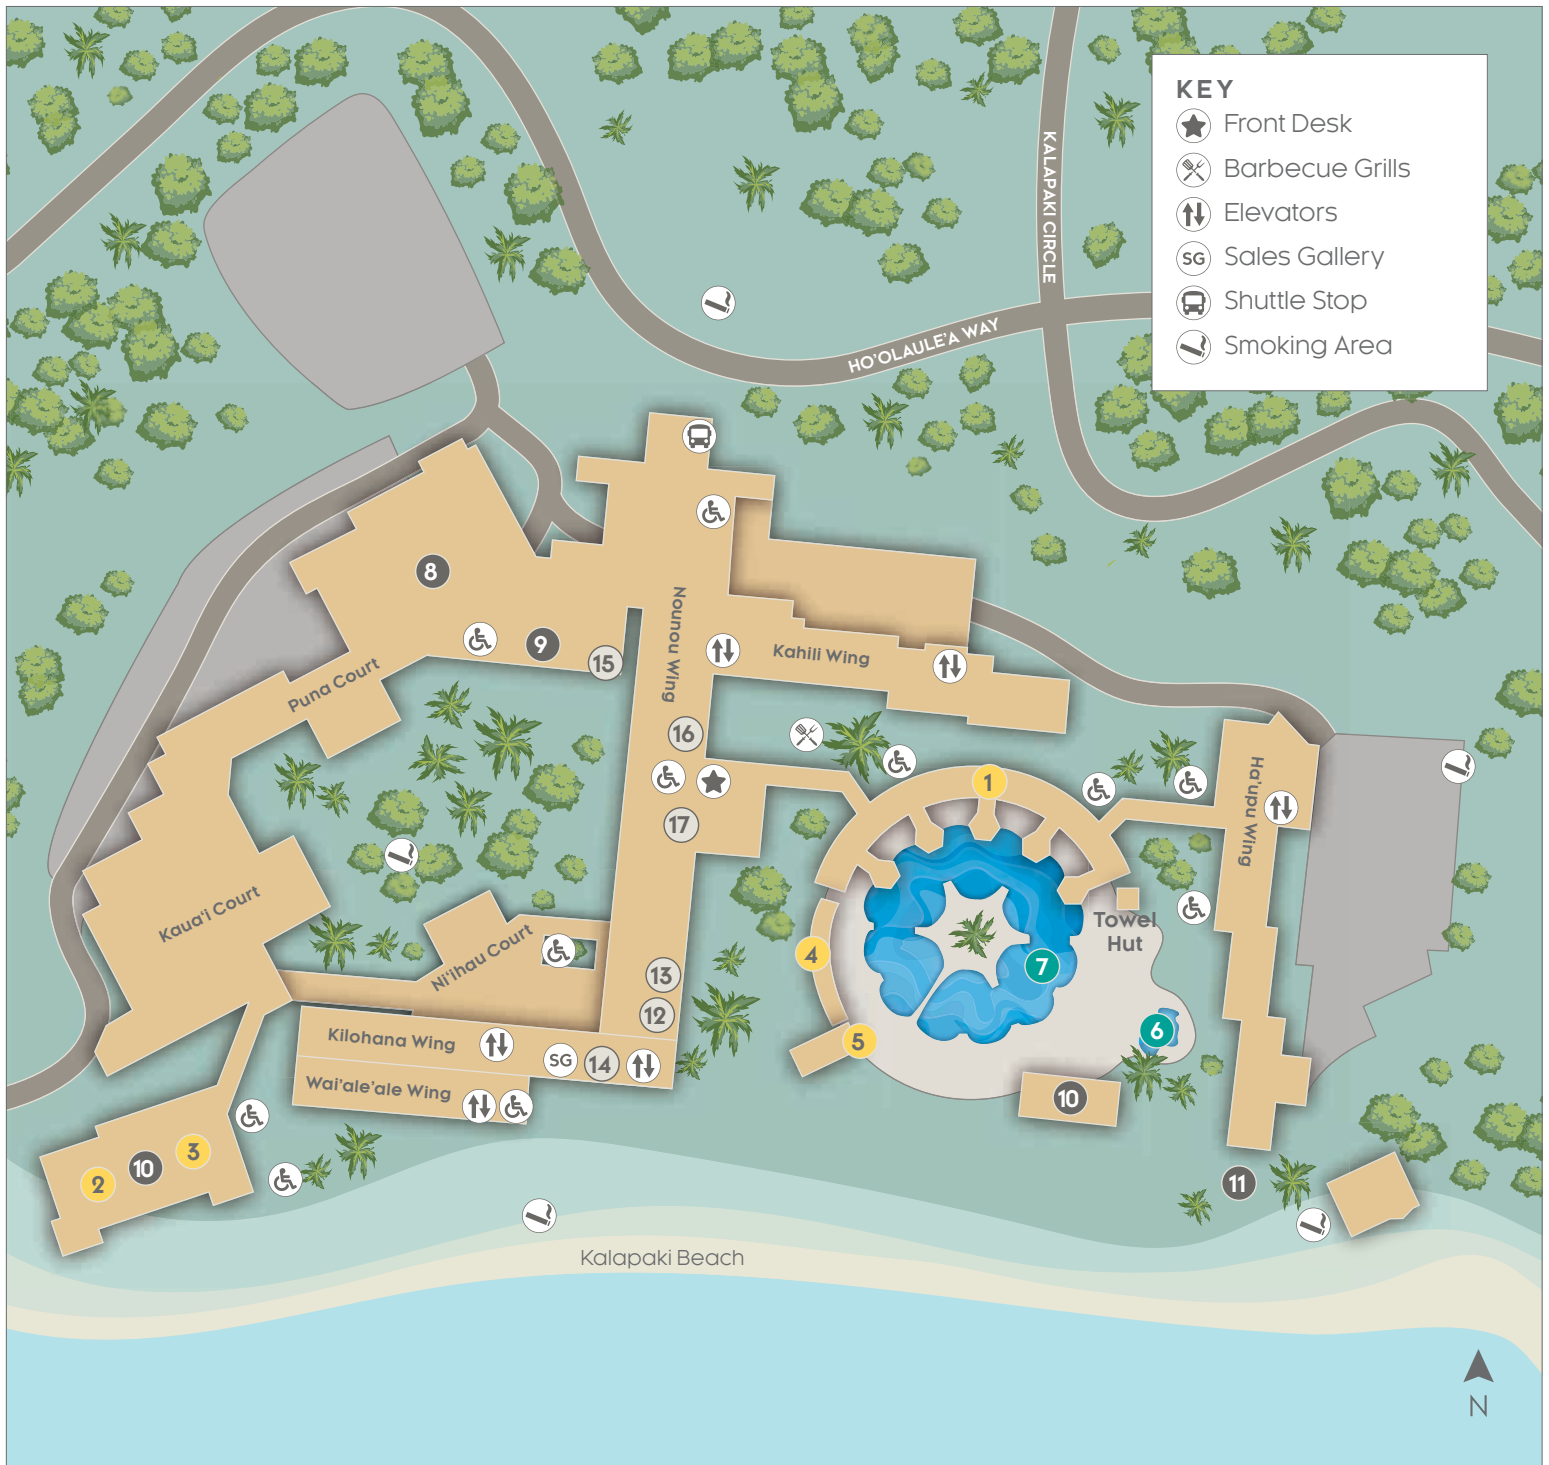 KEY
Front Desk
Barbecue Grills
Elevators
SG Sales Gallery
Shuttle Stop
Smoking Area
KALAPAKI CIRCLE
HO'OLAULE'A WAY
8
9
15
Nounou Wing
Kahili Wing
Puna Court
16
17
1
Ha'upu Wing
Kaua'i Court
Ni'ihau Court
Towel
Hut
4
7
13
12
5
6
Kilohana Wing
SG
14
Wai'ale'ale Wing
10
3
10
2
11
Kalapaki Beach
N